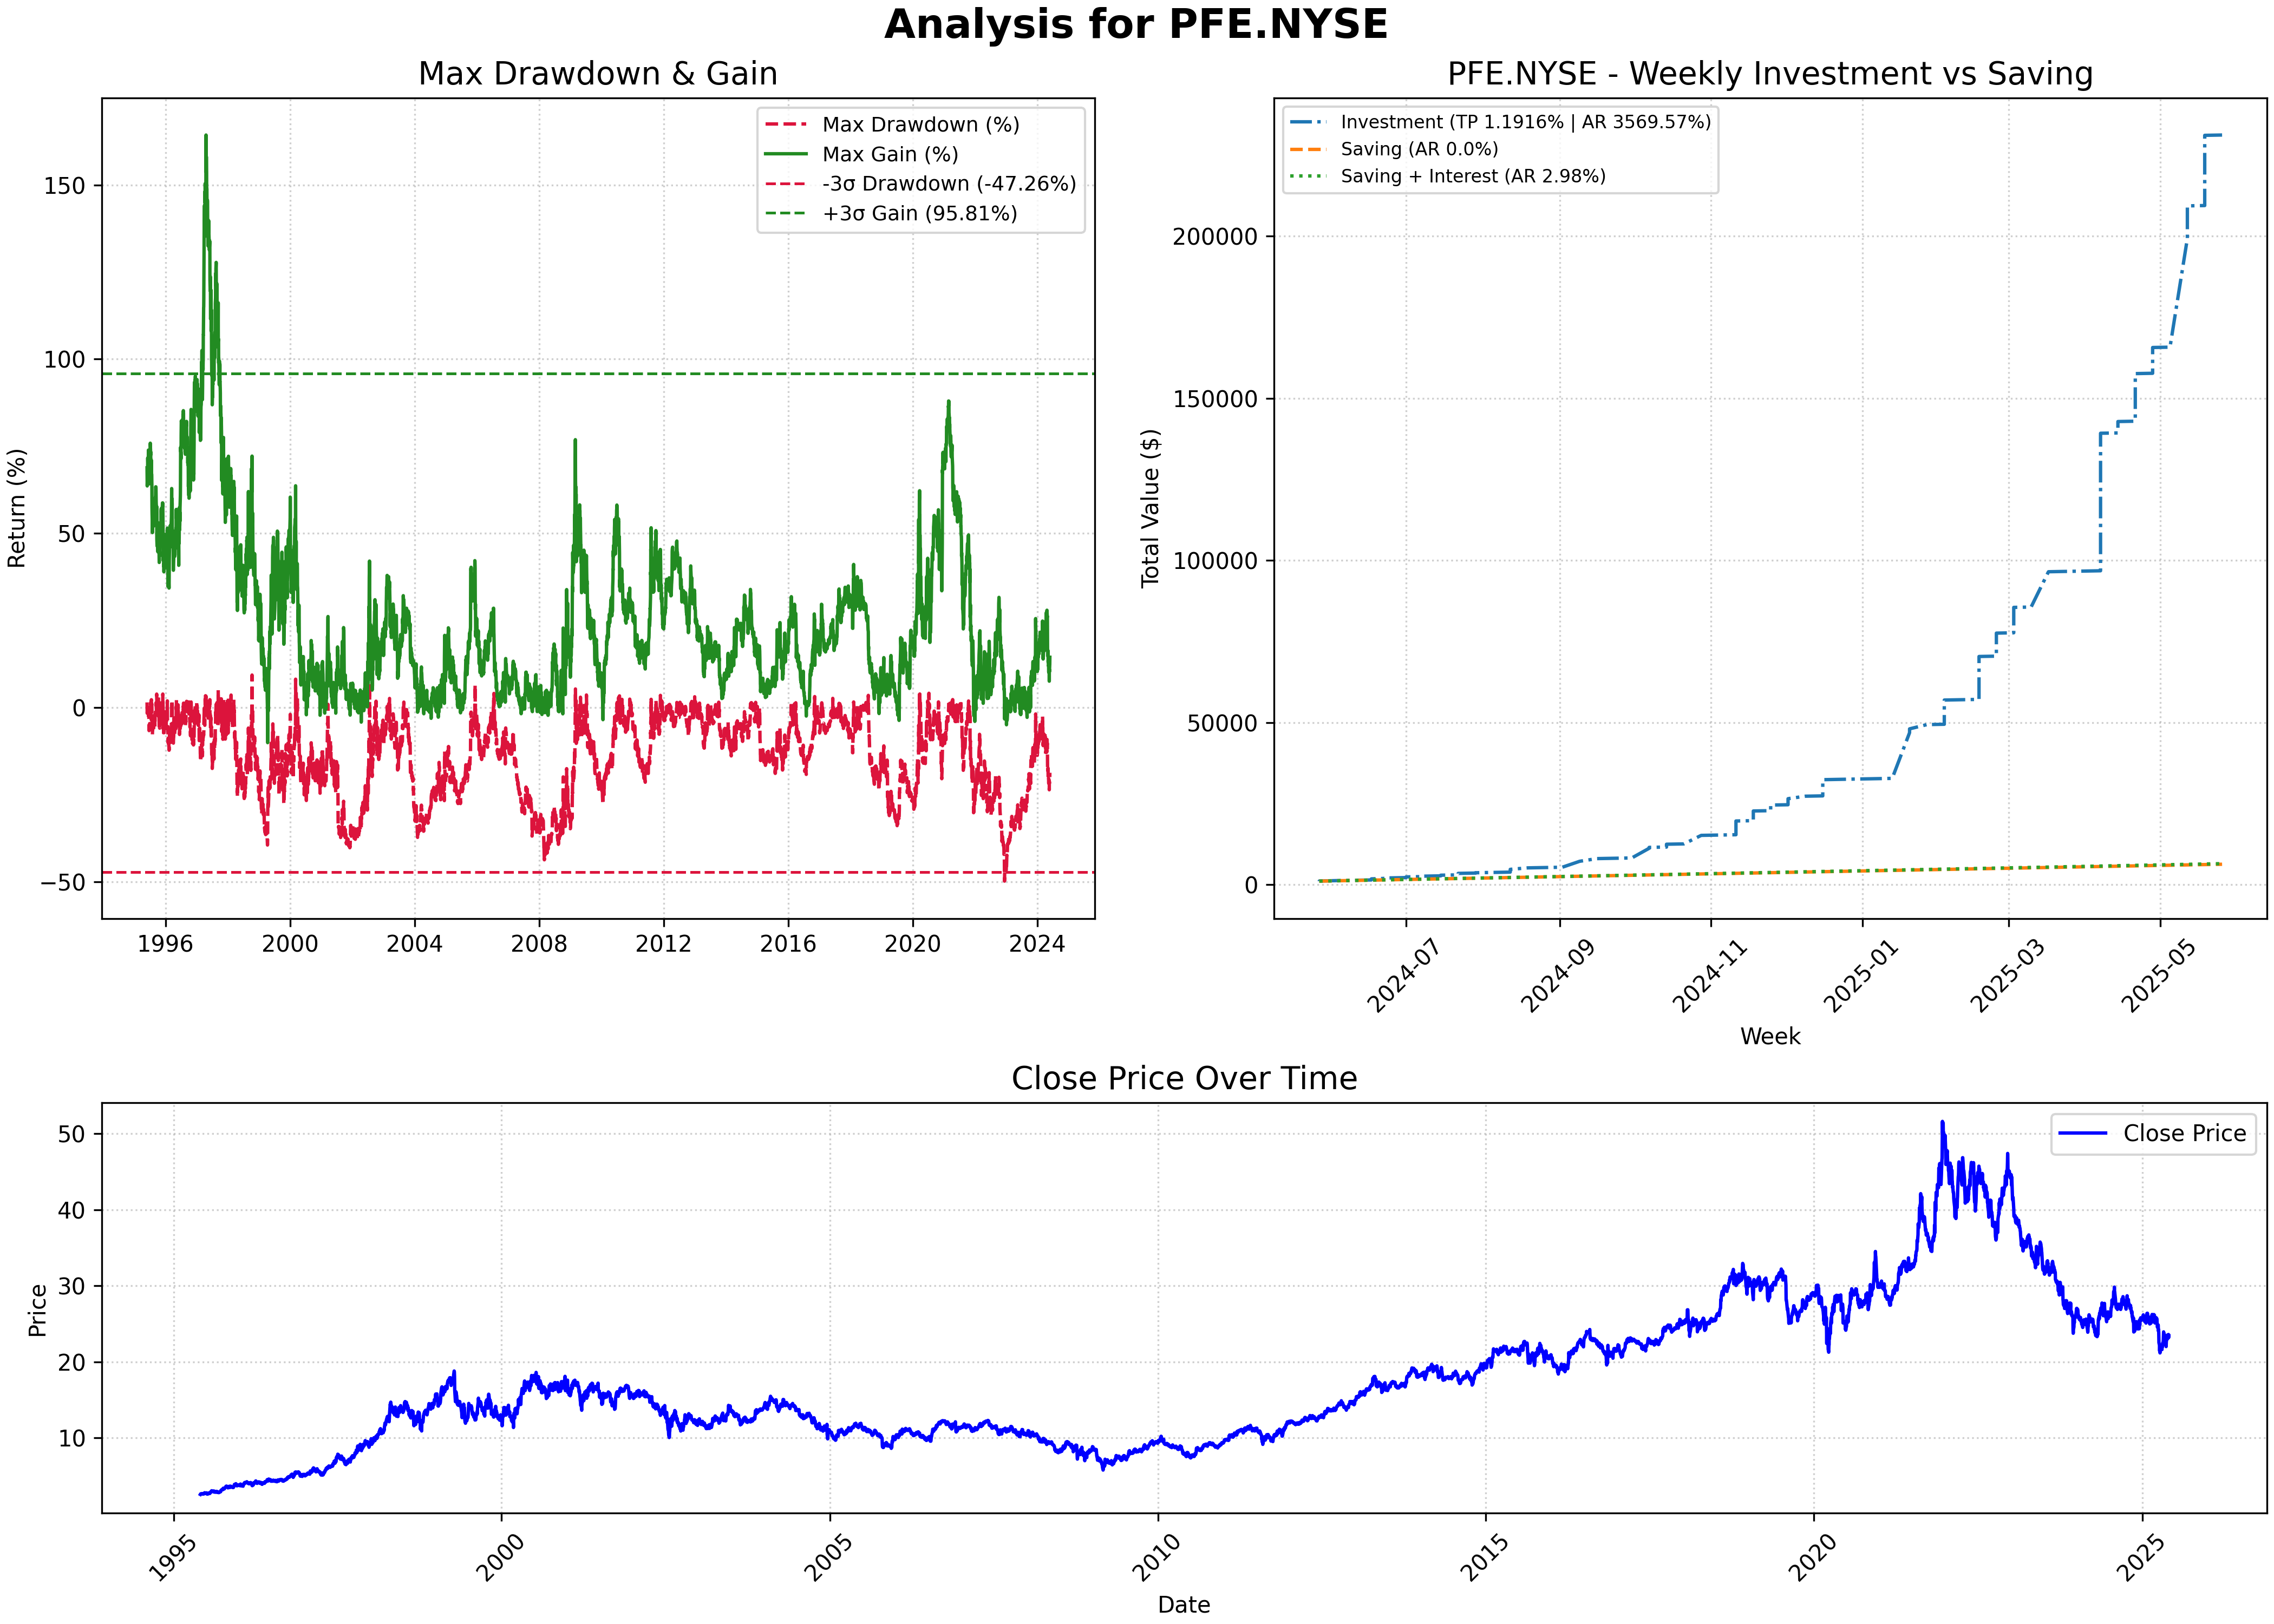 Analysis for PFE.NYSE
Max Drawdown & Gain
Return (%)
150
100
50
0
−50
Max Drawdown (%)
Max Gain (%)
-3σ Drawdown (-47.26%)
+3σ Gain (95.81%)
1996 2000 2004 2008 2012 2016 2020 2024
PFE.NYSE - Weekly Investment vs Saving
Total Value ($)
200000
150000
100000
50000
0
Investment (TP 1.1916% | AR 3569.57%)
Saving (AR 0.0%)
Saving + Interest (AR 2.98%)
2024-07 2024-09 2024-11 2025-01 2025-03 2025-05
Week
Close Price Over Time
Price
50
40
30
20
10
Close Price
1995 2000 2005 2010 2015 2020 2025
Date